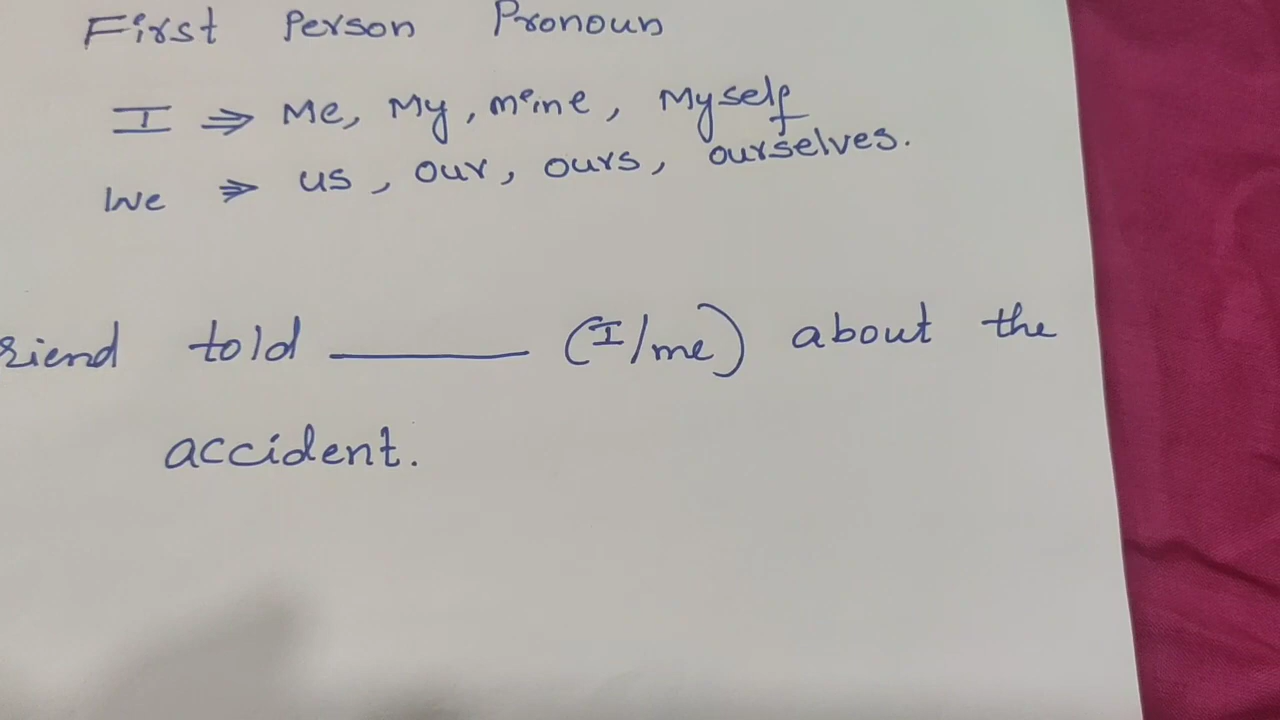 First Person Pronoun
I ⇒ Me, My, mine, Myself
We ⇒ us, our, ours, ourselves.
riend told ______ (I/me) about the
accident.